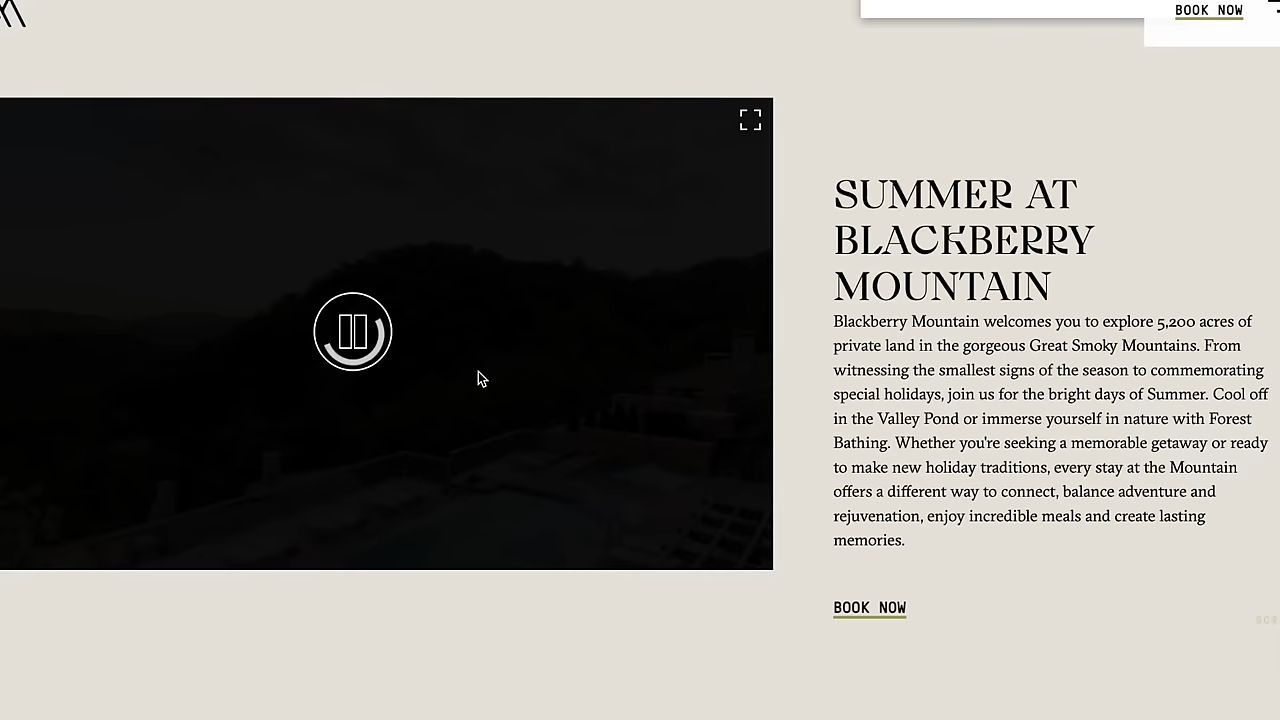 BOOK NOW
SUMMER AT
BLACKBERRY
MOUNTAIN
Blackberry Mountain welcomes you to explore 5,200 acres of
private land in the gorgeous Great Smoky Mountains. From
witnessing the smallest signs of the season to commemorating
special holidays, join us for the bright days of Summer. Cool off
in the Valley Pond or immerse yourself in nature with Forest
Bathing. Whether you're seeking a memorable getaway or ready
to make new holiday traditions, every stay at the Mountain
offers a different way to connect, balance adventure and
rejuvenation, enjoy incredible meals and create lasting
memories.
BOOK NOW